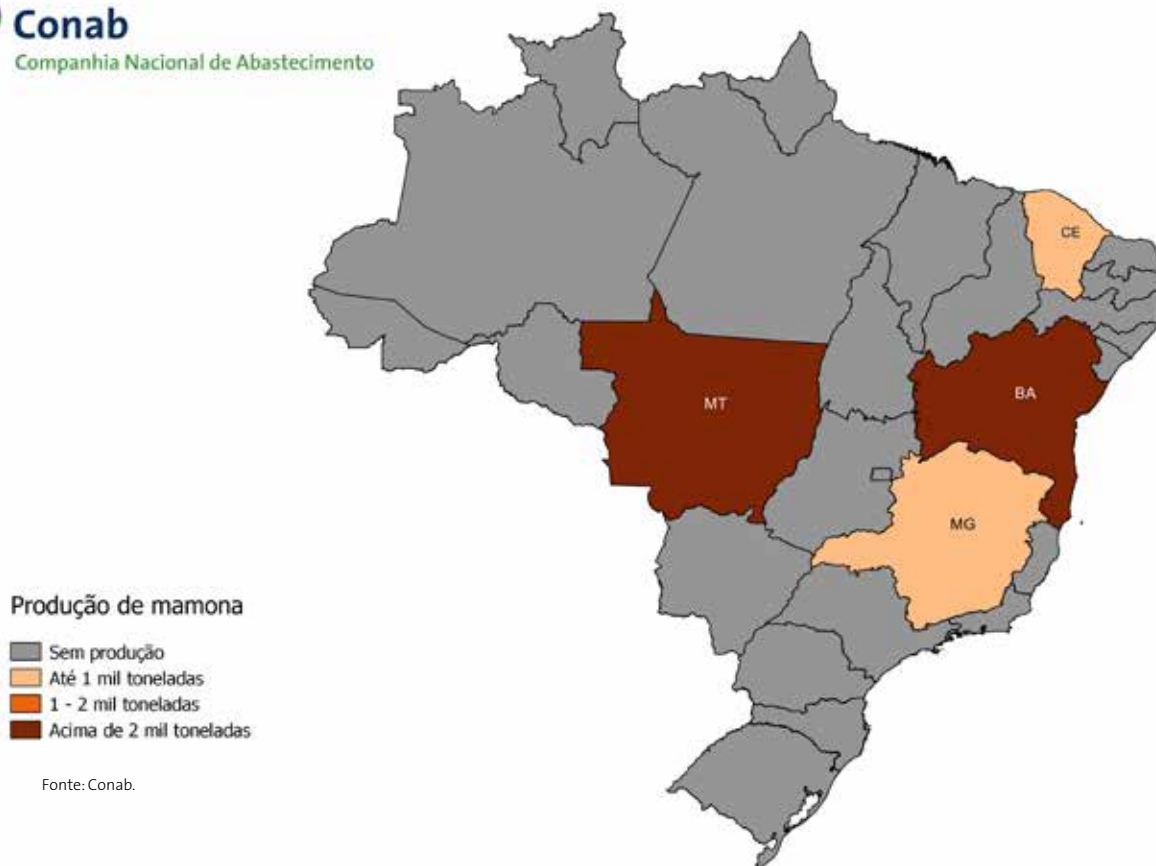 Conab
Companhia Nacional de Abastecimento
CE
MT
BA
MG
Produção de mamona
Sem produção
Até 1 mil toneladas
1 - 2 mil toneladas
Acima de 2 mil toneladas
Fonte: Conab.